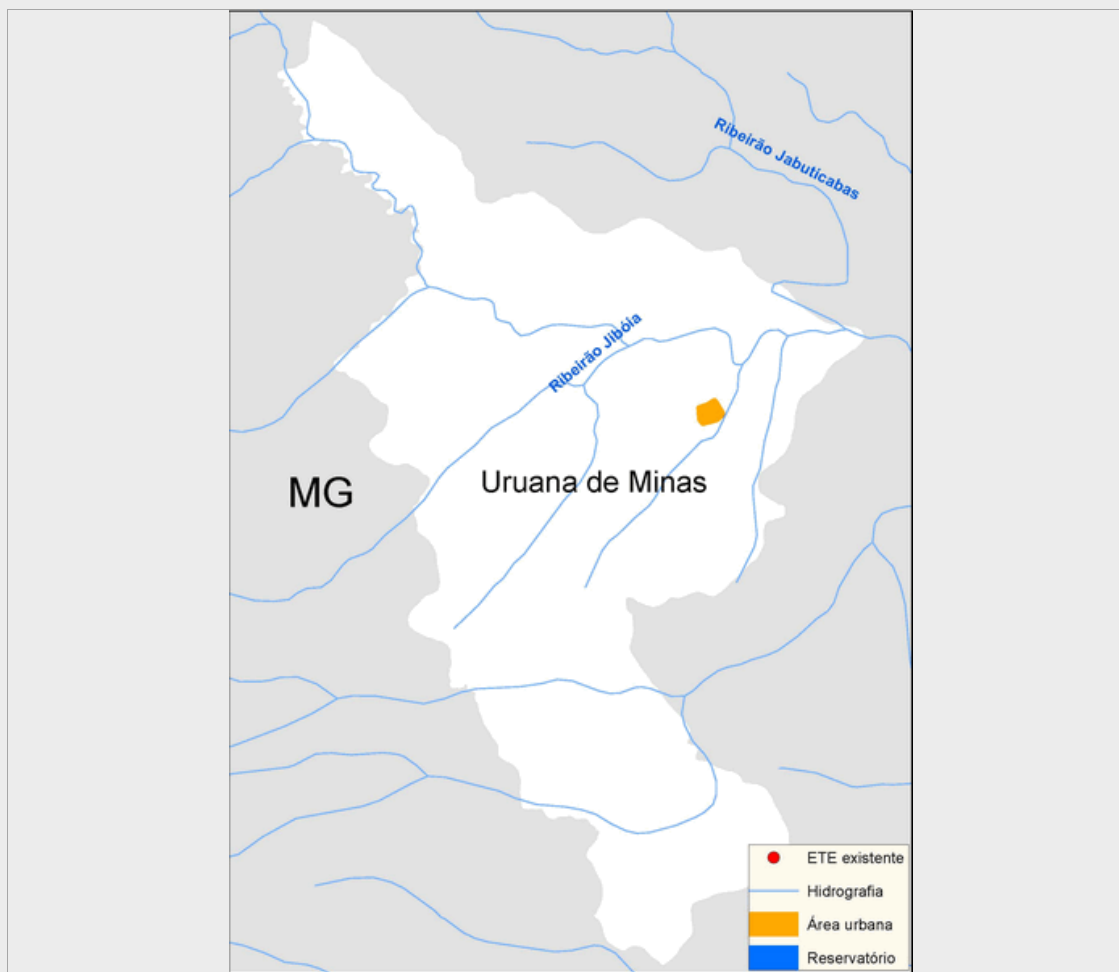 Ribeirão Jabuticabas
Ribeirão Jibóia
MG
Uruana de Minas
ETE existente
Hidrografia
Área urbana
Reservatório